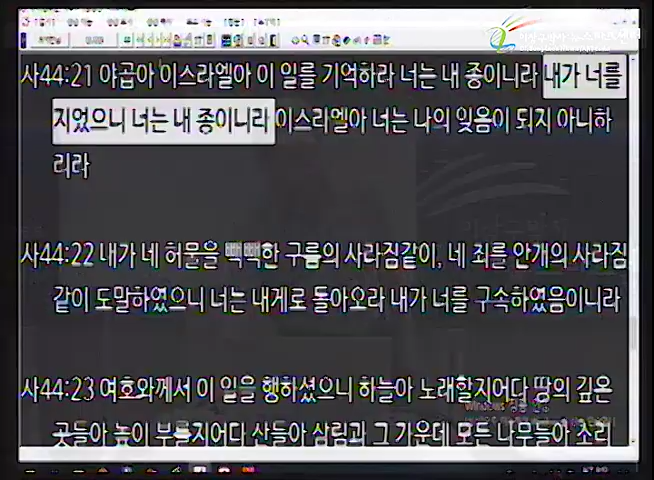 사44:21 야곱아 이스라엘아 이 일를 기억하라 너는 내 종이니라 내가 너를
지었으니 너는 내 종이니라 이스라엘아 너는 나의 잊음이 되지 아니하
리라
사44:22 내가 네 허물을 빽빽한 구름의 사라짐같이, 네 죄를 안개의 사라짐
같이 도말하였으니 너는 내게로 돌아오라 내가 너를 구속하였음이니라
사44:23 여호와께서 이 일을 행하셨으니 하늘아 노래할지어다 땅의 깊은
곳들아 높이 부를지어다 산들아 삼림과 그 가운데 모든 나무들아 소리
Windows 정품 인증